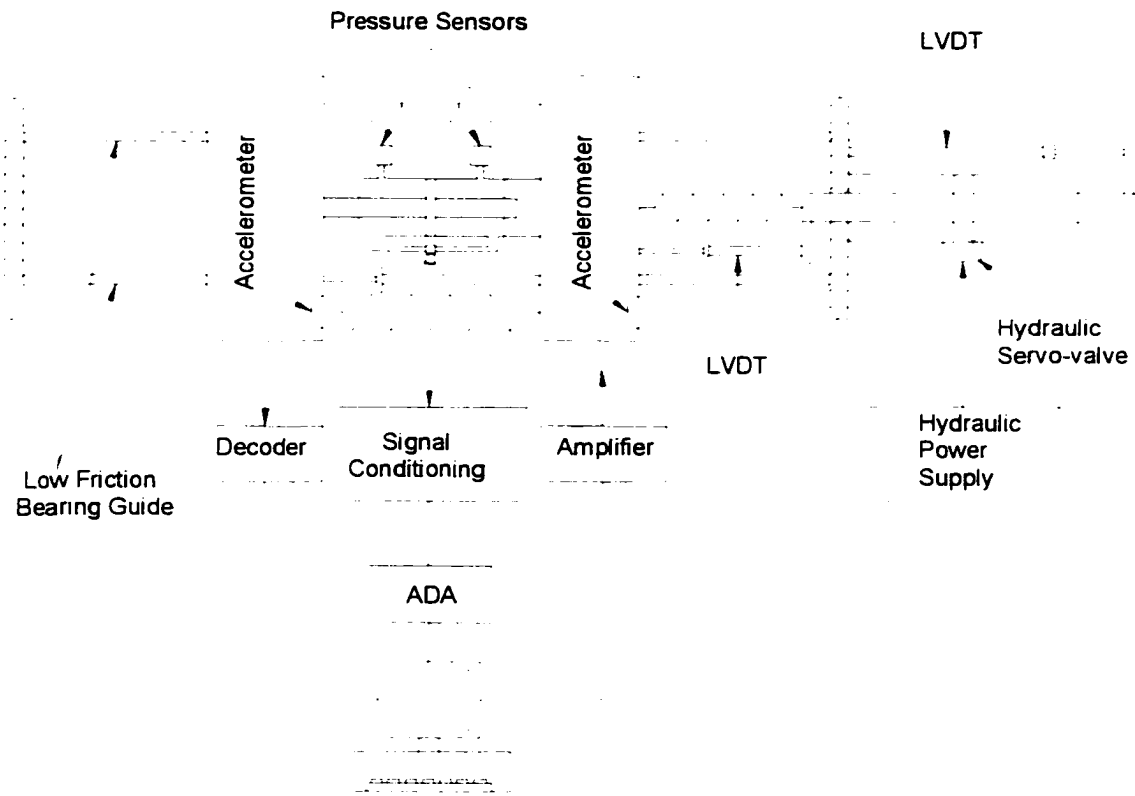 Pressure Sensors
LVDT
Accelerometer
Accelerometer
Hydraulic
Servo-valve
LVDT
Decoder
Signal
Conditioning
Amplifier
Hydraulic
Power
Supply
Low Friction
Bearing Guide
ADA